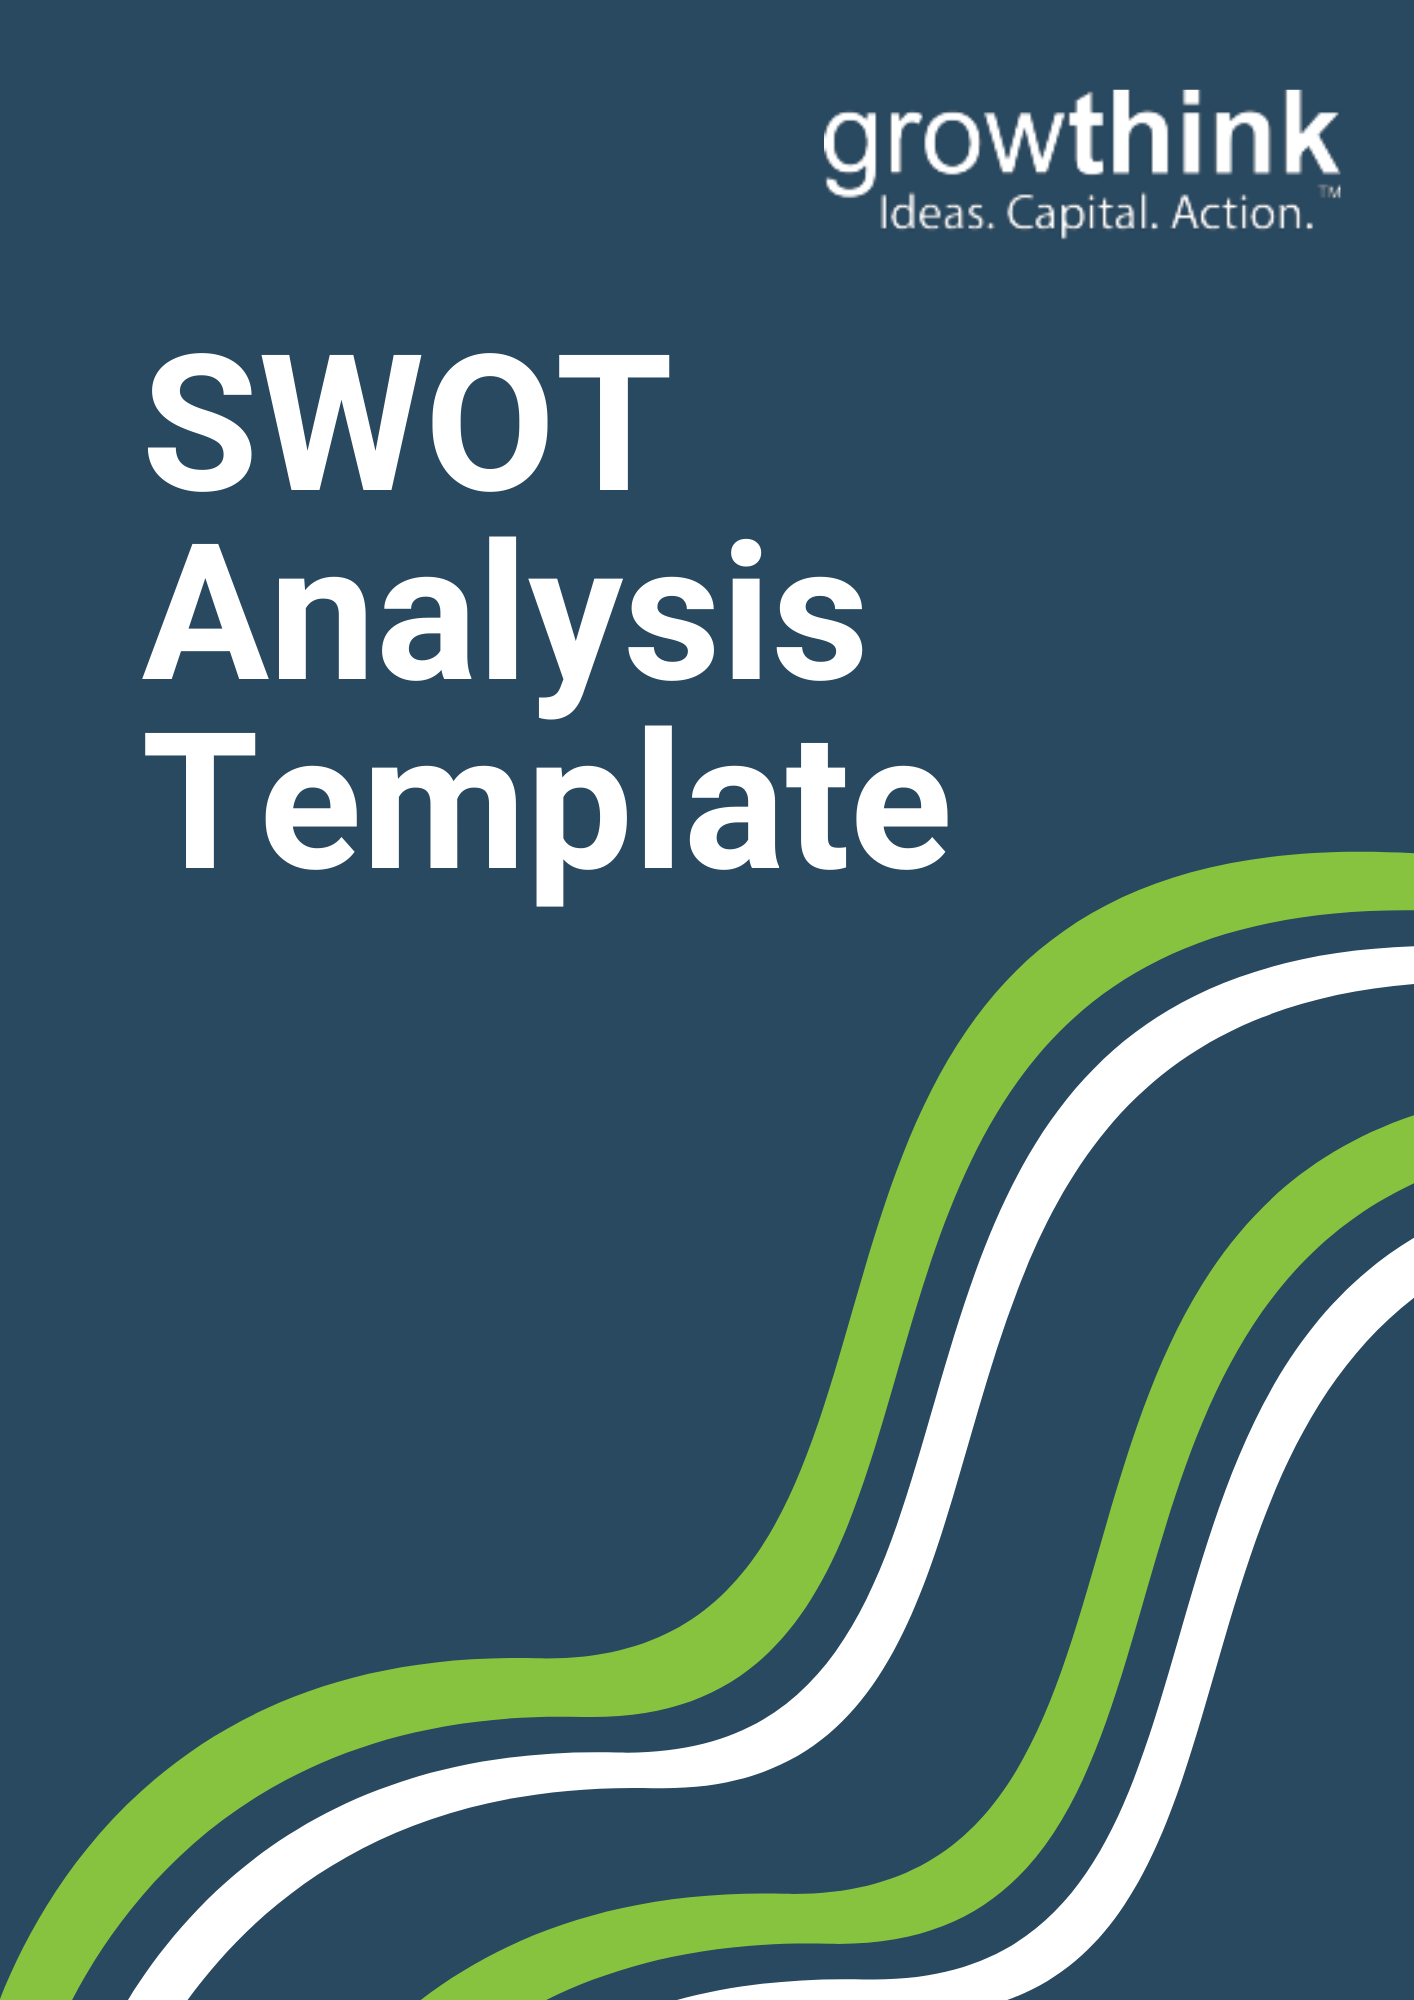 growthink
Ideas. Capital. Action.™
SWOT
Analysis
Template